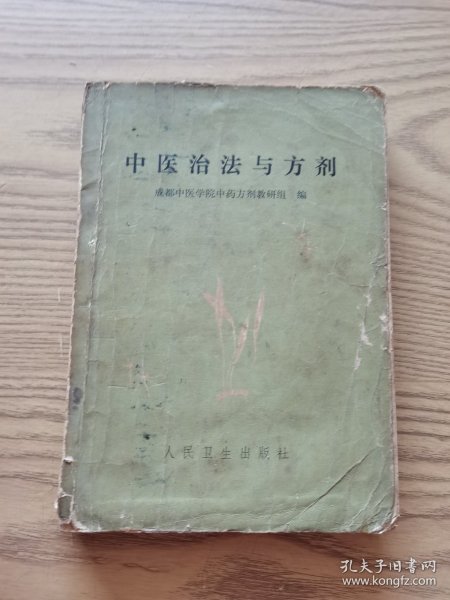 中医治法与方剂
成都中医学院中药方剂教研组 编
人民卫生出版社
孔夫子旧书网
www.kongfz.com